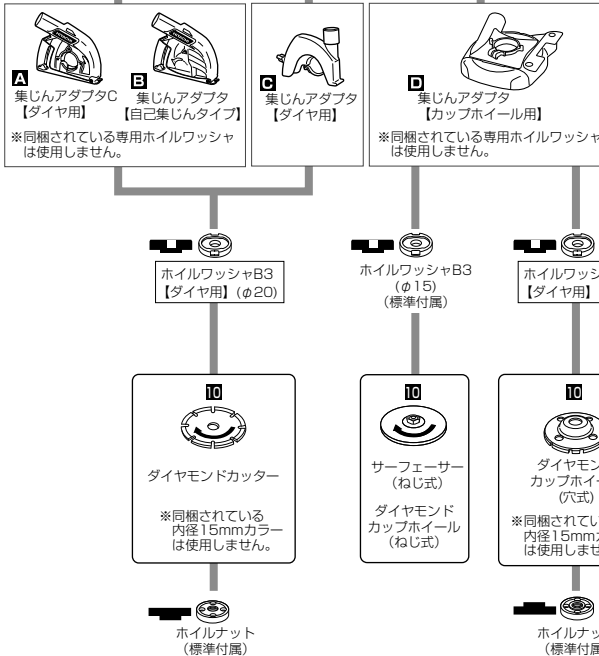 A
集じんアダプタC
【ダイヤ用】
B
集じんアダプタ
【自己集じんタイプ】
※同梱されている専用ホイルワッシャ
は使用しません。
C
集じんアダプタ
【ダイヤ用】
D
集じんアダプタ
【カップホイール用】
※同梱されている専用ホイルワッシャ
は使用しません。
ホイルワッシャB3
【ダイヤ用】(φ20)
ホイルワッシャB3
(φ15)
(標準付属)
ホイルワッシ
【ダイヤ用】
10
ダイヤモンドカッター
※同梱されている
内径15mmカラー
は使用しません。
10
サーフェーサー
(ねじ式)
ダイヤモンド
カップホイール
(ねじ式)
10
ダイヤモン
カップホイー
(穴式)
※同梱されてい
内径15mm
は使用しませ
ホイルナット
(標準付属)
ホイルナッ
(標準付属